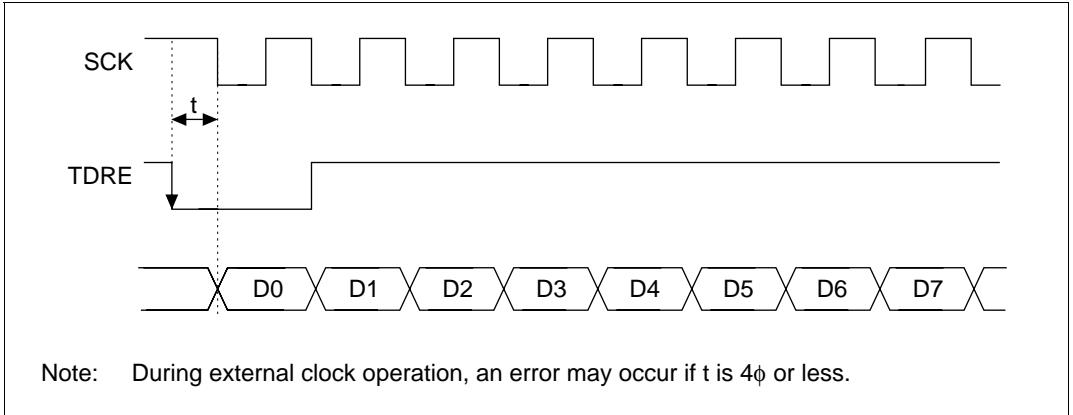 SCK
t
TDRE
D0 D1 D2 D3 D4 D5 D6 D7
Note: During external clock operation, an error may occur if t is 4ϕ or less.